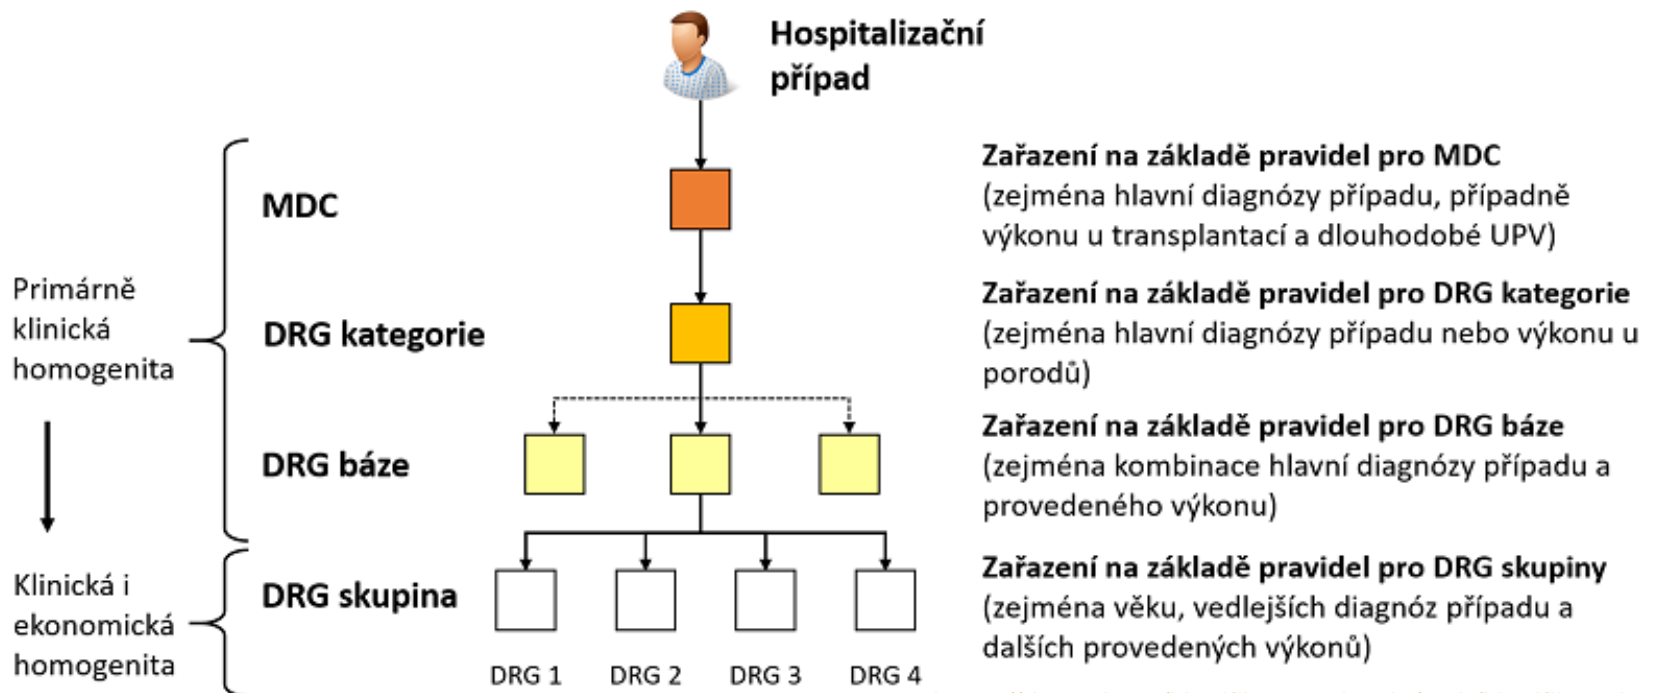 Hospitalizační
případ
MDC
Zařazení na základě pravidel pro MDC
(zejména hlavní diagnózy případu, případně
výkonu u transplantací a dlouhodobé UPV)
Primárně
klinická
homogenita
DRG kategorie
Zařazení na základě pravidel pro DRG kategorie
(zejména hlavní diagnózy případu nebo výkonu u
porodů)
DRG báze
Zařazení na základě pravidel pro DRG báze
(zejména kombinace hlavní diagnózy případu a
provedeného výkonu)
Klinická i
ekonomická
homogenita
DRG skupina
Zařazení na základě pravidel pro DRG skupiny
(zejména věku, vedlejších diagnóz případu a
dalších provedených výkonů)
DRG 1
DRG 2
DRG 3
DRG 4